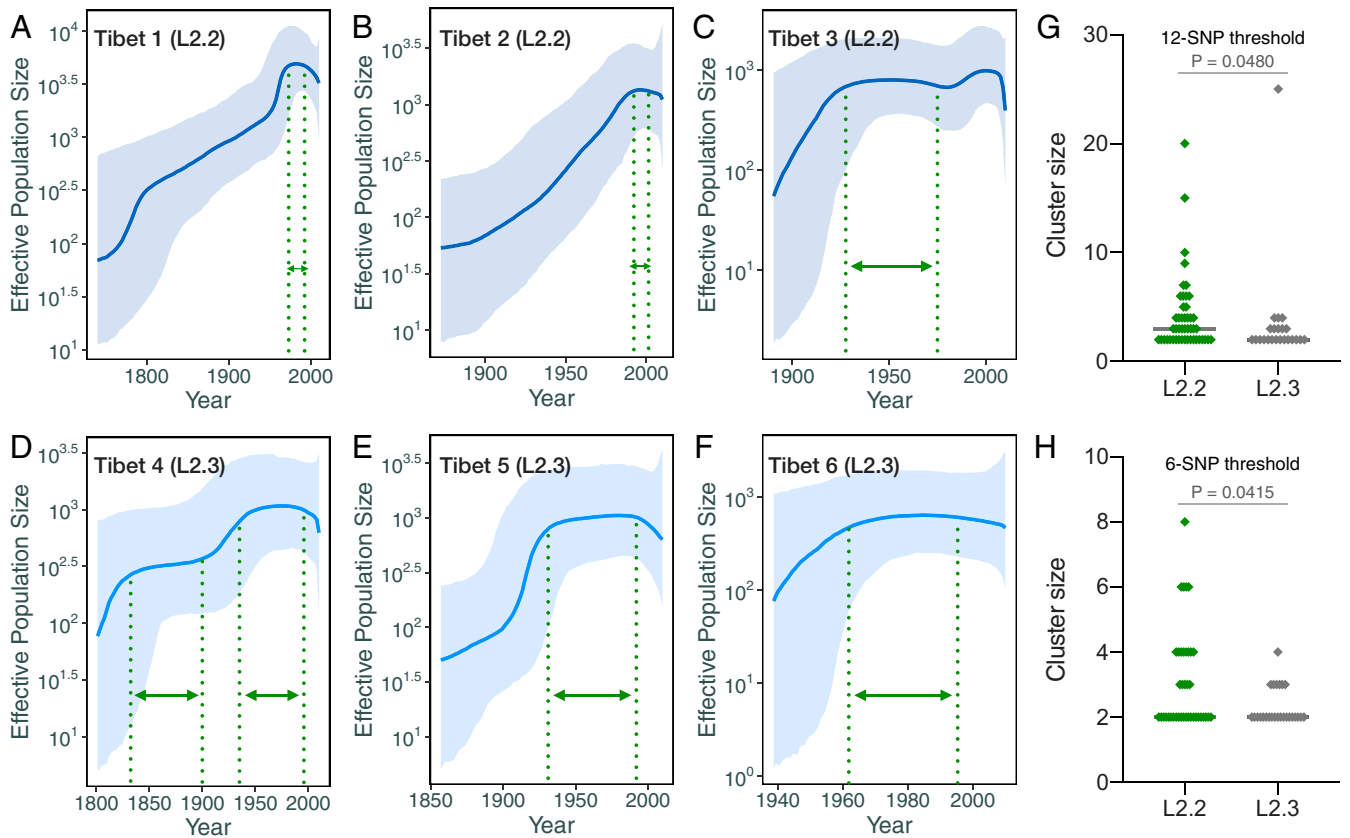 A
Tibet 1 (L2.2)
Effective Population Size
10^4
10^3.5
10^3
10^2.5
10^2
10^1.5
10^1
1800 1900 2000
Year
B
Tibet 2 (L2.2)
Effective Population Size
10^3.5
10^3
10^2.5
10^2
10^1.5
10^1
1900 1950 2000
Year
C
Tibet 3 (L2.2)
Effective Population Size
10^3
10^2
10^1
1900 1950 2000
Year
G
12-SNP threshold
P = 0.0480
Cluster size
30
20
10
0
L2.2 L2.3
D
Tibet 4 (L2.3)
Effective Population Size
10^3.5
10^3
10^2.5
10^2
10^1.5
10^1
1800 1850 1900 1950 2000
Year
E
Tibet 5 (L2.3)
Effective Population Size
10^3.5
10^3
10^2.5
10^2
10^1.5
10^1
1850 1900 1950 2000
Year
F
Tibet 6 (L2.3)
Effective Population Size
10^3
10^2
10^1
10^0
1940 1960 1980 2000
Year
H
6-SNP threshold
P = 0.0415
Cluster size
10
8
6
4
2
0
L2.2 L2.3